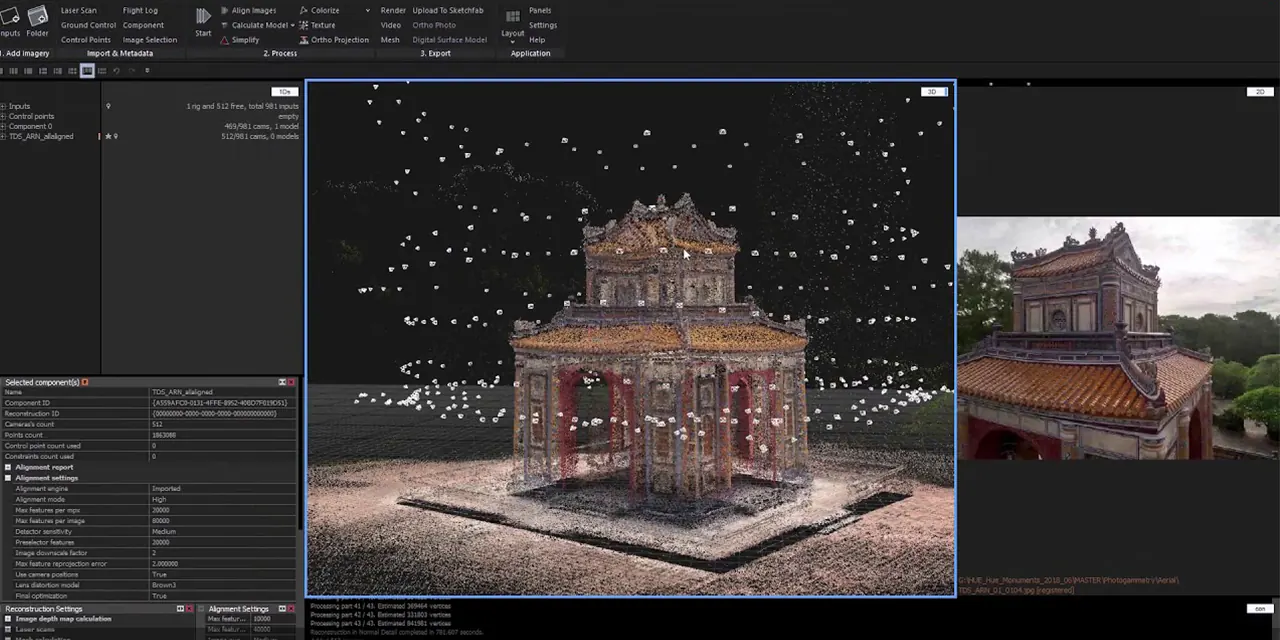 Laser Scan
Flight Log
Align Images
Colorize
Render
Upload To Sketchfab
Panels
Inputs
Folder
Ground Control
Component
Start
Calculate Model
Texture
Video
Ortho Photo
Layout
Settings
Control Points
Image Selection
Simplify
Ortho Projection
Mesh
Digital Surface Model
Help
1. Add imagery
Import & Metadata
2. Process
3. Export
Application
1Ds
3D
2D
Inputs
1 rig and 512 free, total 981 inputs
Control points
empty
Component 0
469/981 cams, 1 model
TDS_ARN_allaligned
512/981 cams, 0 models
Selected component(s)
Name TDS_ARN_allaligned
Component ID
Reconstruction ID {00000000-0000-0000-0000-000000000000}
Cameras's count 512
Points count
Control point count used 0
Constraints count used 0
Alignment report
Alignment settings
Alignment engine Imported
Alignment mode High
Max features per mpx 20000
Max features per image 80000
Detector sensitivity Medium
Preselector features 20000
Image downscale factor 2
Max feature reprojection error 2.000000
Use camera positions True
Lens distortion model Brown3
Final optimization True
Reconstruction Settings
Alignment Settings
Image depth map calculation
Max featur... 10000
Laser scans
Max featur... 40000
Processing part 41 / 43. Estimated 369464 vertices
Processing part 42 / 43. Estimated 331803 vertices
Processing part 43 / 43. Estimated 841981 vertices
Reconstruction in Normal Detail completed in 781.687 seconds.
G:\HUE_Hue_Monuments_2018_06\MASTER\Photogrammetry\Aerial\
TDS_ARN_D1_0104.jpg [registered]